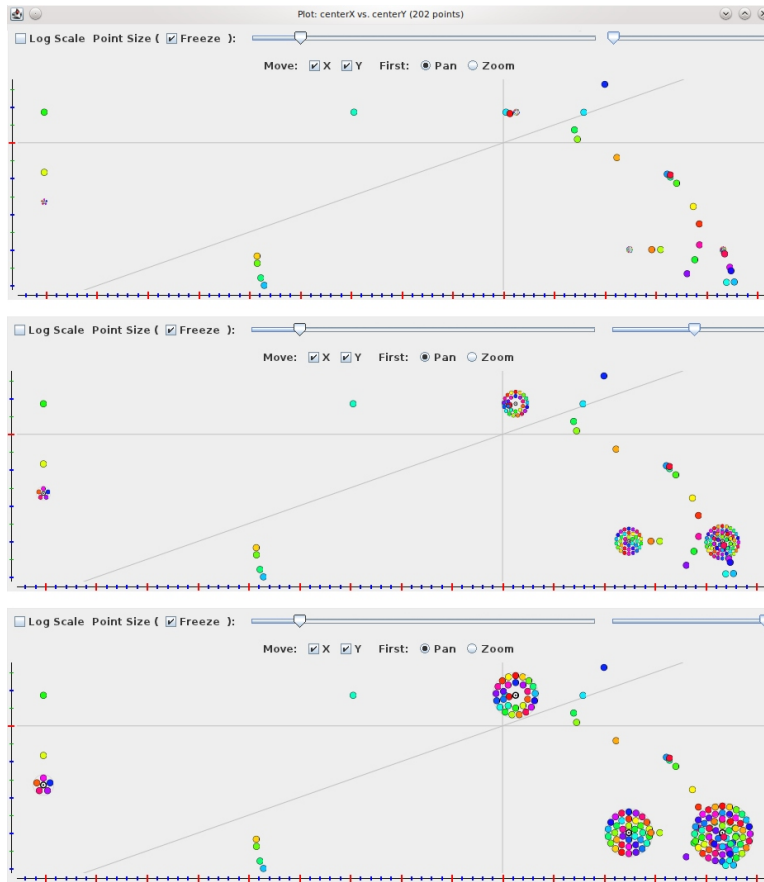 Plot: centerX vs. centerY (202 points)
Log Scale Point Size ( Freeze ):
Move: X Y First: Pan Zoom
Log Scale Point Size ( Freeze ):
Move: X Y First: Pan Zoom
Log Scale Point Size ( Freeze ):
Move: X Y First: Pan Zoom